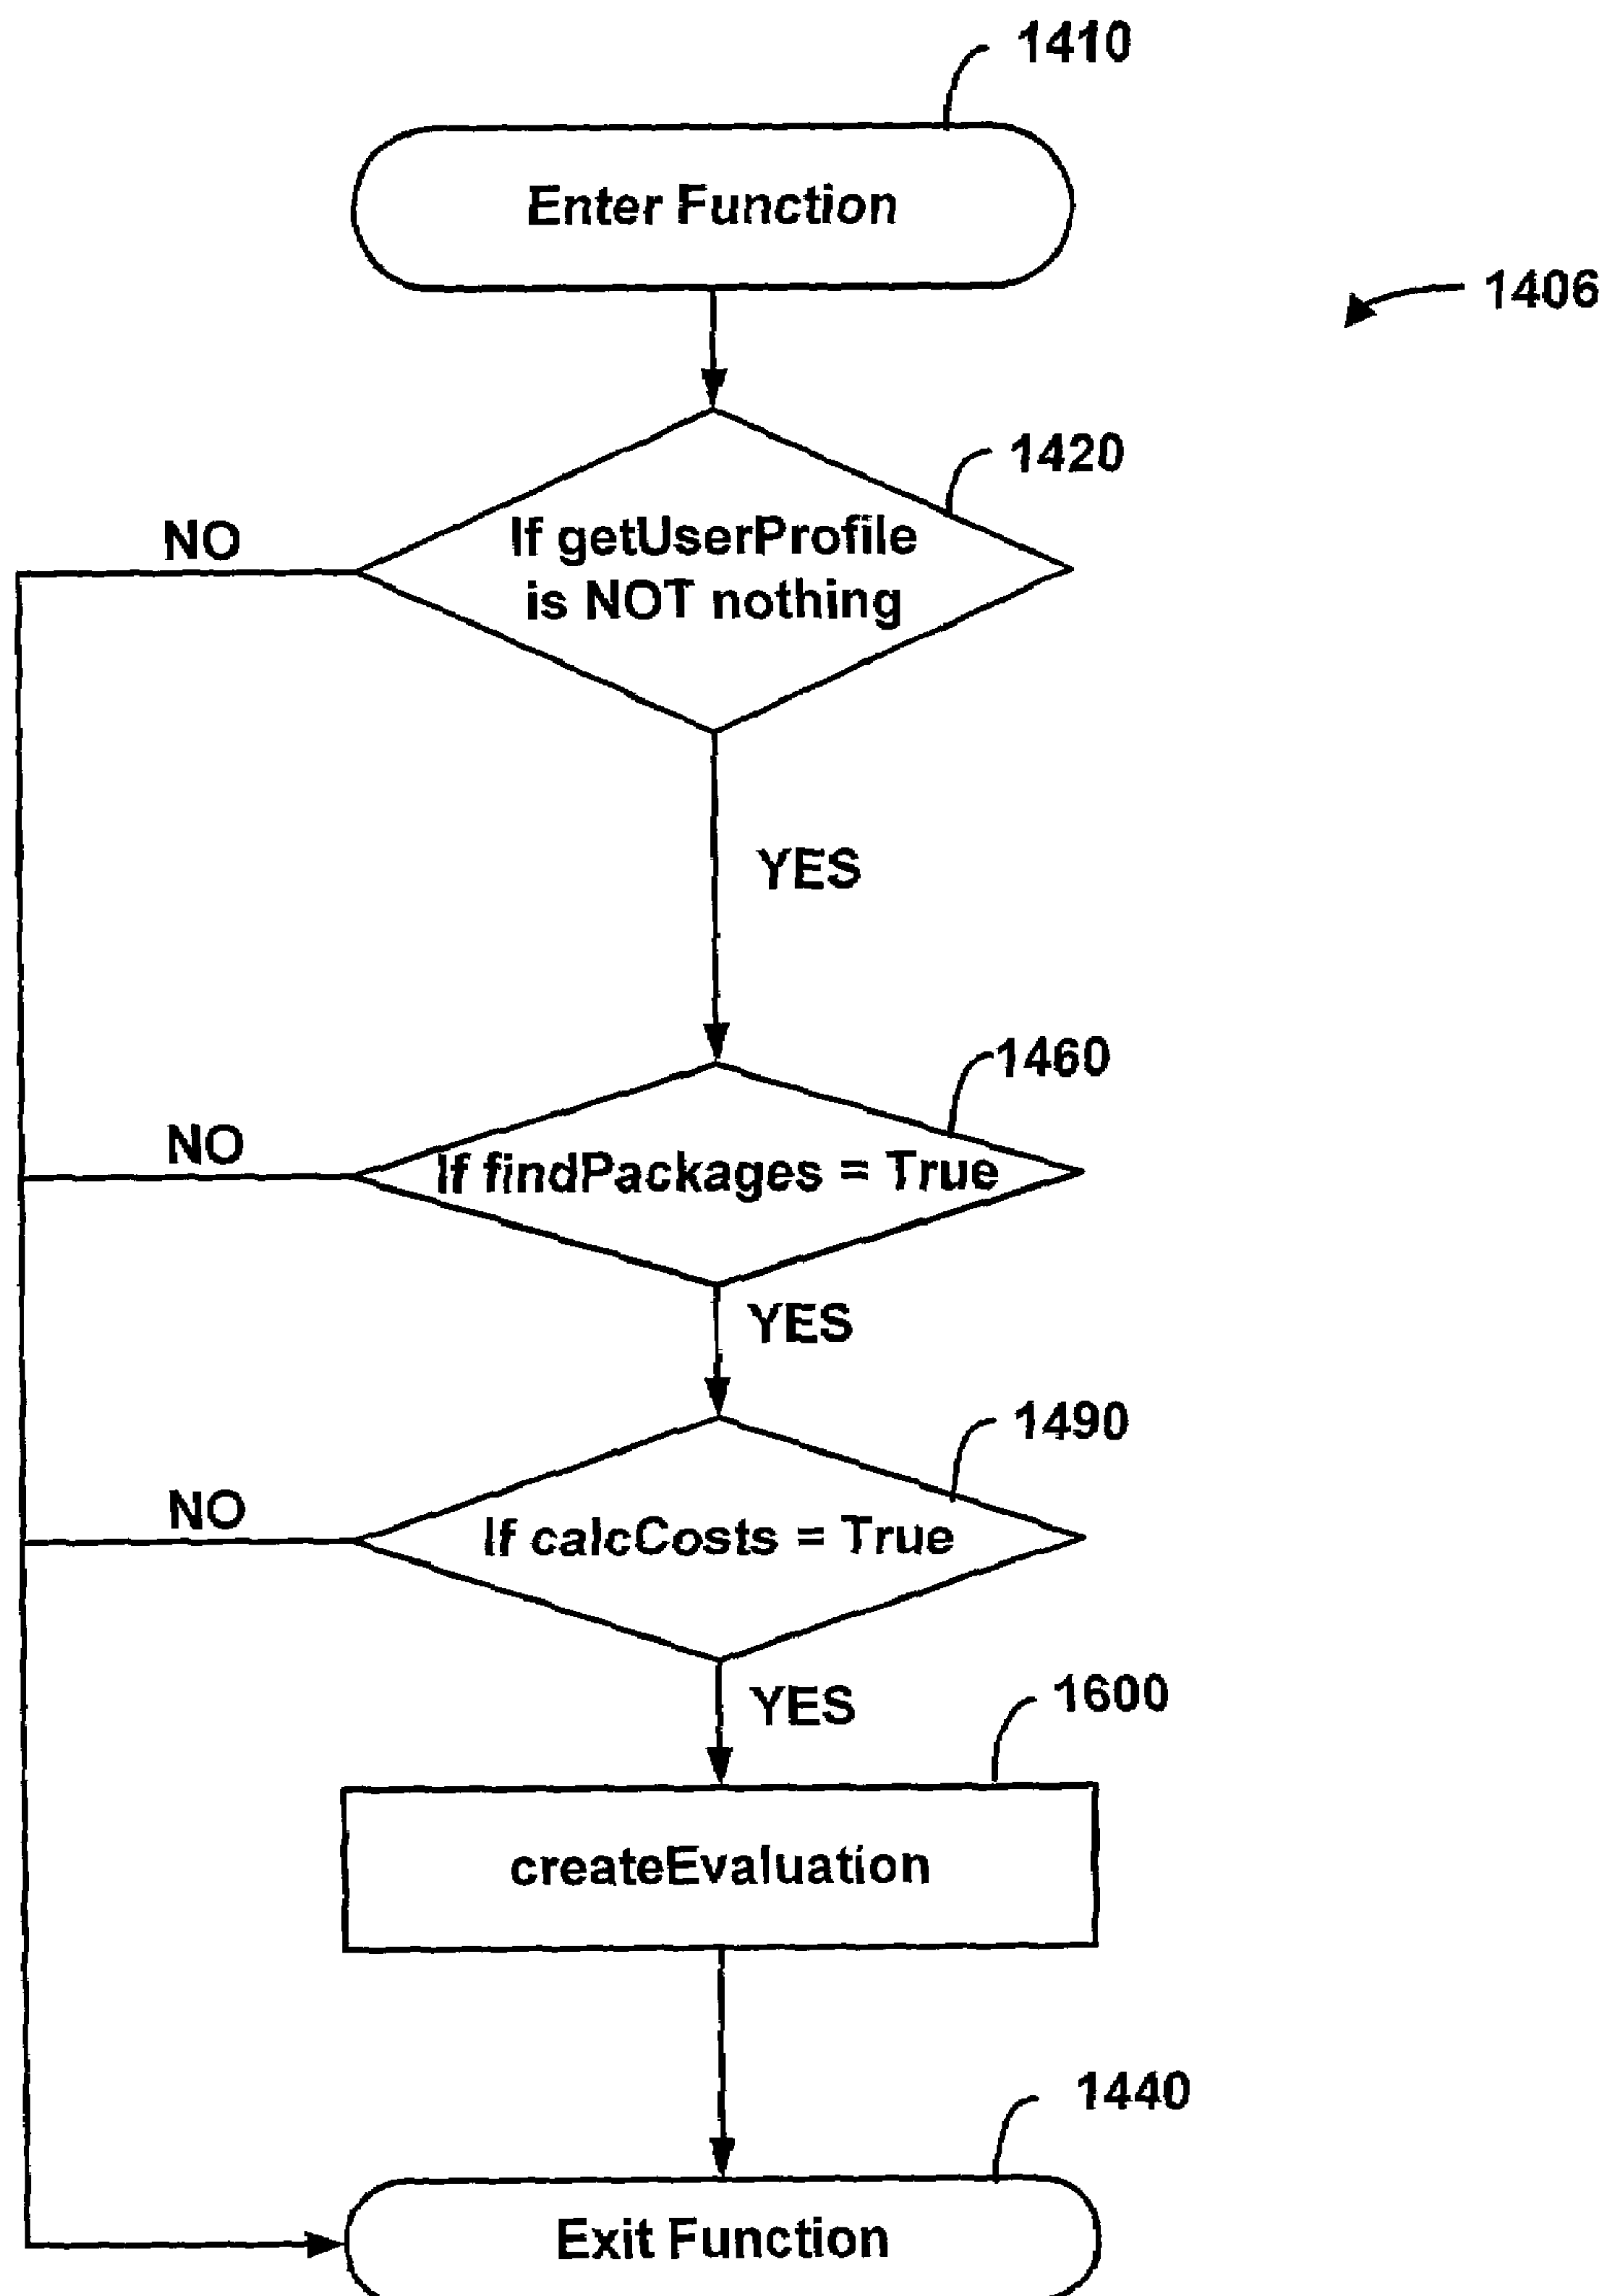 1410
Enter Function
1406
1420
If getUserProfile
is NOT nothing
NO
YES
1460
NO
If findPackages = True
YES
1490
NO
If calcCosts = True
YES
1600
createEvaluation
1440
Exit Function